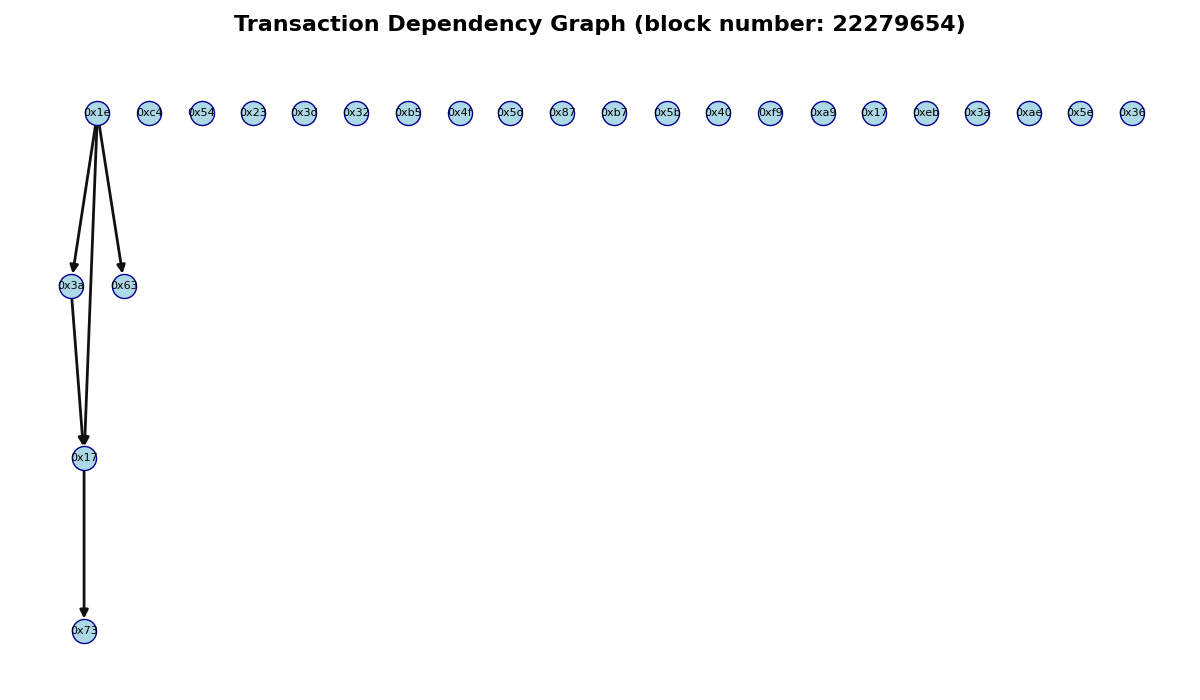 Transaction Dependency Graph (block number: 22279654)
0x1e 0xc4 0x54 0x23 0x3d 0x32 0xb5 0x4f 0x5d 0x87 0xb7 0x5b 0x40 0xf9 0xa9 0x17 0xeb 0x3a 0xae 0x5e 0x36
0x3a 0x63
0x17
0x73